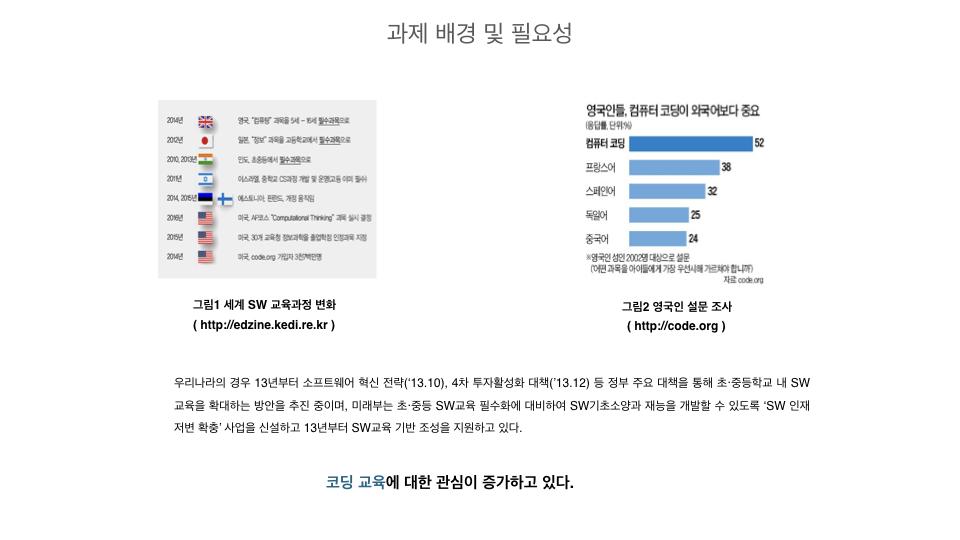 과제 배경 및 필요성
2014년 영국, "컴퓨팅" 과목을 5세 - 16세 필수과목으로
2012년 일본, "정보" 과목을 고등학교에서 필수과목으로
2010, 2013년 인도, 초중등에서 필수과목으로
2011년 이스라엘, 중학교 CS과정 개발 및 운영(고등 이미 필수)
2014, 2015년 에스토니아, 핀란드, 개정 움직임
2016년 미국, AP코스 "Computational Thinking" 과목 실시 결정
2015년 미국, 30개 교육청 정보과학을 졸업학점 인정과목 지정
2014년 미국, code.org 가입자 3천7백만명
그림1 세계 SW 교육과정 변화
( http://edzine.kedi.re.kr )
영국인들, 컴퓨터 코딩이 외국어보다 중요
(응답률, 단위%)
컴퓨터 코딩 52
프랑스어 38
스페인어 32
독일어 25
중국어 24
※영국인 성인 2002명 대상으로 설문
('어떤 과목을 아이들에게 가장 우선시해 가르쳐야 합니까')
자료 code.org
그림2 영국인 설문 조사
( http://code.org )
우리나라의 경우 13년부터 소프트웨어 혁신 전략('13.10), 4차 투자활성화 대책('13.12) 등 정부 주요 대책을 통해 초·중등학교 내 SW
교육을 확대하는 방안을 추진 중이며, 미래부는 초·중등 SW교육 필수화에 대비하여 SW기초소양과 재능을 개발할 수 있도록 'SW 인재
저변 확충' 사업을 신설하고 13년부터 SW교육 기반 조성을 지원하고 있다.
코딩 교육에 대한 관심이 증가하고 있다.